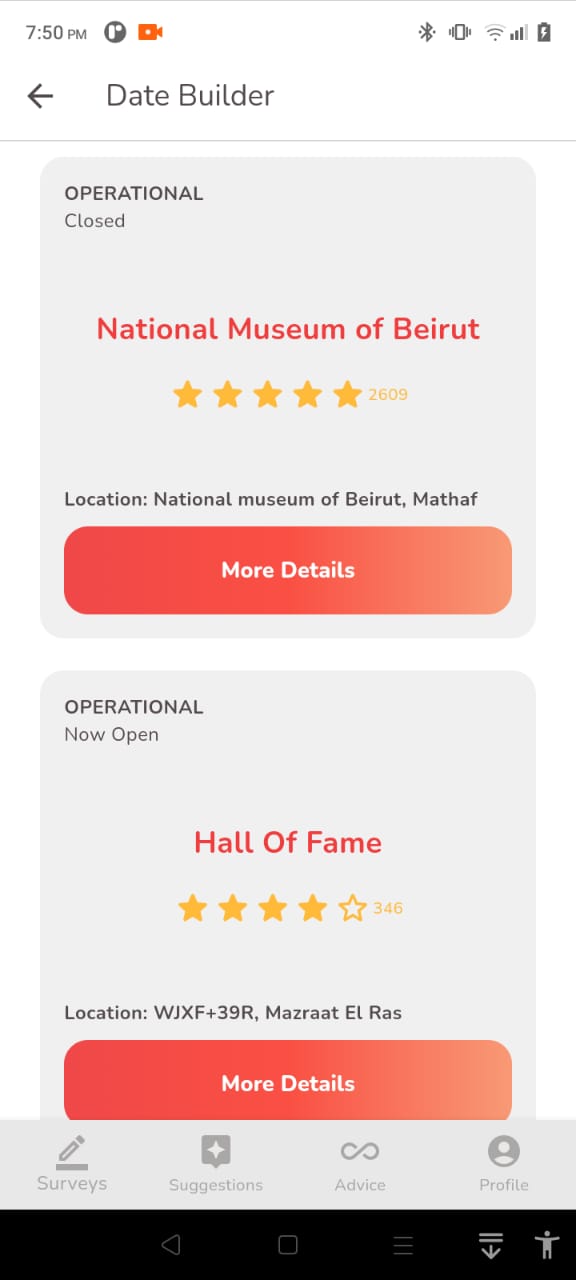 7:50 PM
Date Builder
OPERATIONAL
Closed
National Museum of Beirut
2609
Location: National museum of Beirut, Mathaf
More Details
OPERATIONAL
Now Open
Hall Of Fame
346
Location: WJXF+39R, Mazraat El Ras
More Details
Surveys
Suggestions
Advice
Profile